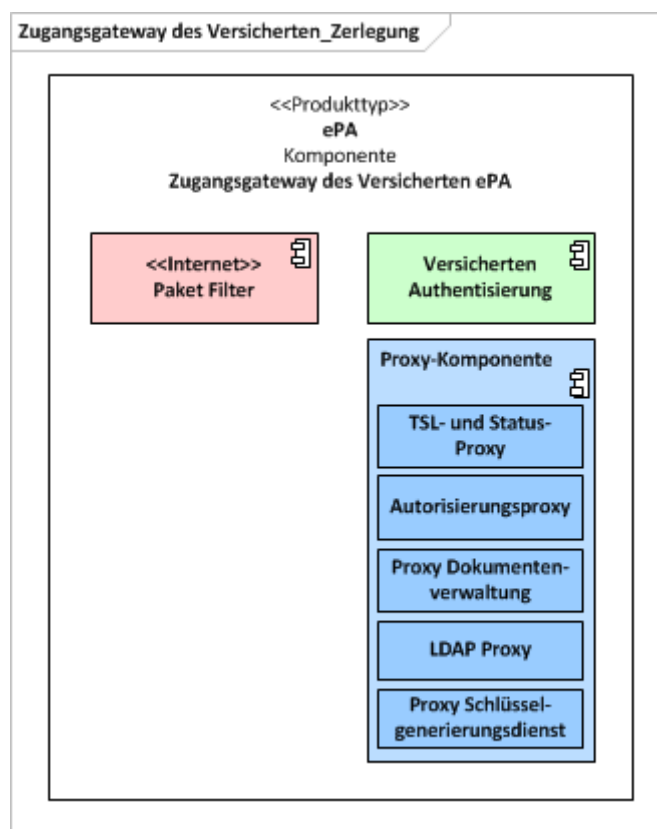 Zugangsgateway des Versicherten_Zerlegung
<<Produkttyp>>
ePA
Komponente
Zugangsgateway des Versicherten ePA
<<Internet>>
Paket Filter
Versicherten
Authentisierung
Proxy-Komponente
TSL- und Status-
Proxy
Autorisierungsproxy
Proxy Dokumenten-
verwaltung
LDAP Proxy
Proxy Schlüssel-
generierungsdienst